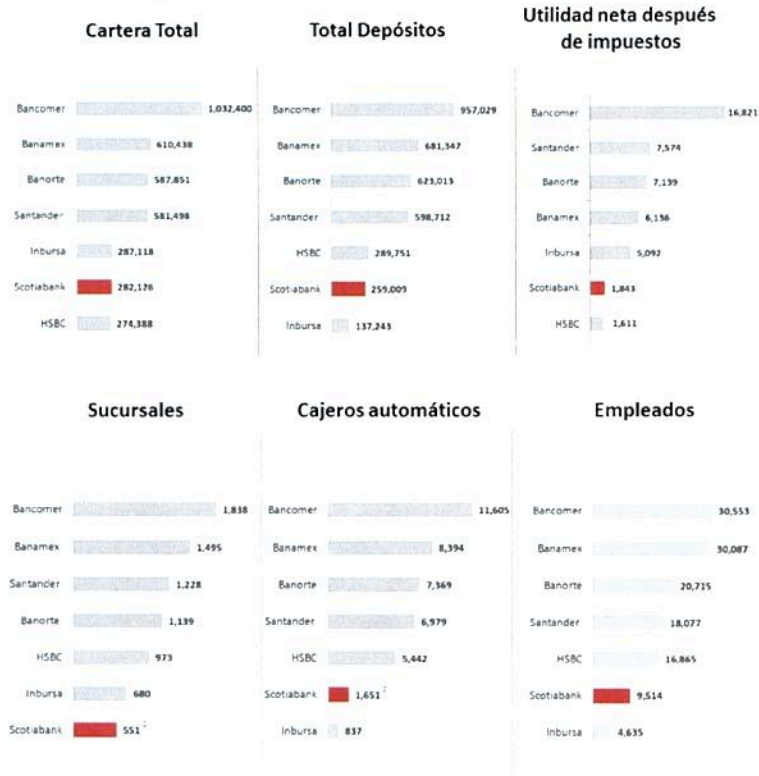 Cartera Total
Bancomer 1,032,400
Banamex 610,438
Banorte 587,851
Santander 581,498
Inbursa 287,118
Scotiabank 282,126
HSBC 274,388
Total Depósitos
Bancomer 957,029
Banamex 681,347
Banorte 623,013
Santander 598,712
HSBC 289,751
Scotiabank 259,009
Inbursa 137,243
Utilidad neta después
de impuestos
Bancomer 16,821
Santander 7,574
Banorte 7,139
Banamex 6,136
Inbursa 5,092
Scotiabank 1,843
HSBC 1,611
Sucursales
Bancomer 1,838
Banamex 1,495
Santander 1,228
Banorte 1,139
HSBC 973
Inbursa 680
Scotiabank 551
Cajeros automáticos
Bancomer 11,605
Banamex 8,394
Banorte 7,369
Santander 6,979
HSBC 5,442
Scotiabank 1,651
Inbursa 837
Empleados
Bancomer 30,553
Banamex 30,087
Banorte 20,715
Santander 18,077
HSBC 16,865
Scotiabank 9,514
Inbursa 4,635